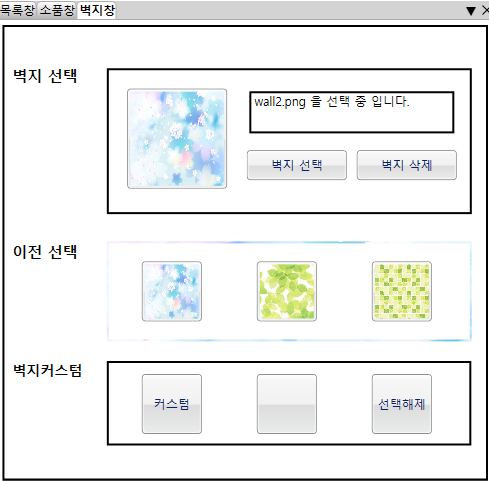 목록창 소품창 벽지창
벽지 선택
wall2.png 을 선택 중 입니다.
벽지 선택 벽지 삭제
이전 선택
벽지커스텀
커스텀 선택해제